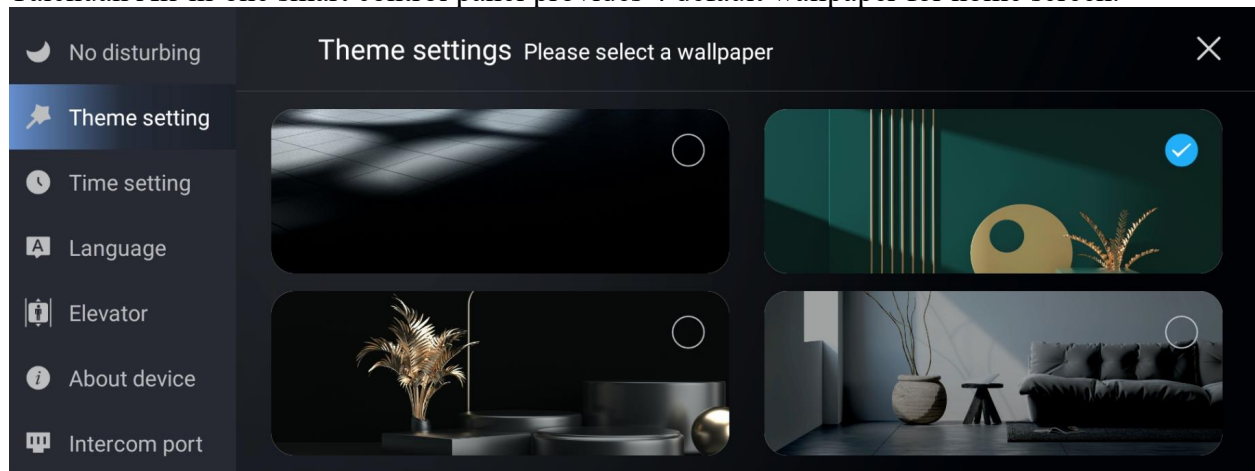 No disturbing
Theme settings Please select a wallpaper
Theme setting
Time setting
Language
Elevator
About device
Intercom port